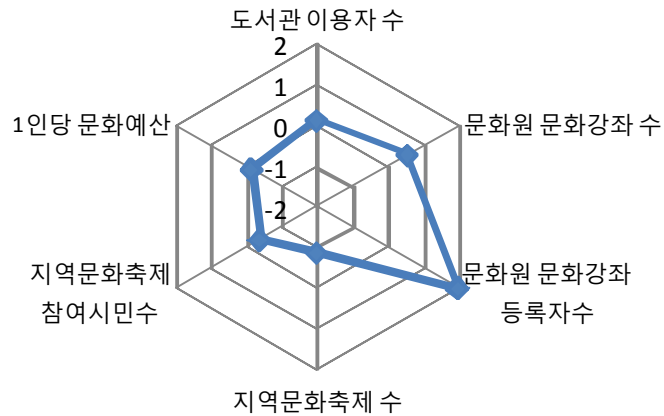 도서관 이용자 수
2
1
0
-1
-2
1인당 문화예산
문화원 문화강좌 수
지역문화축제
참여시민수
문화원 문화강좌
등록자수
지역문화축제 수